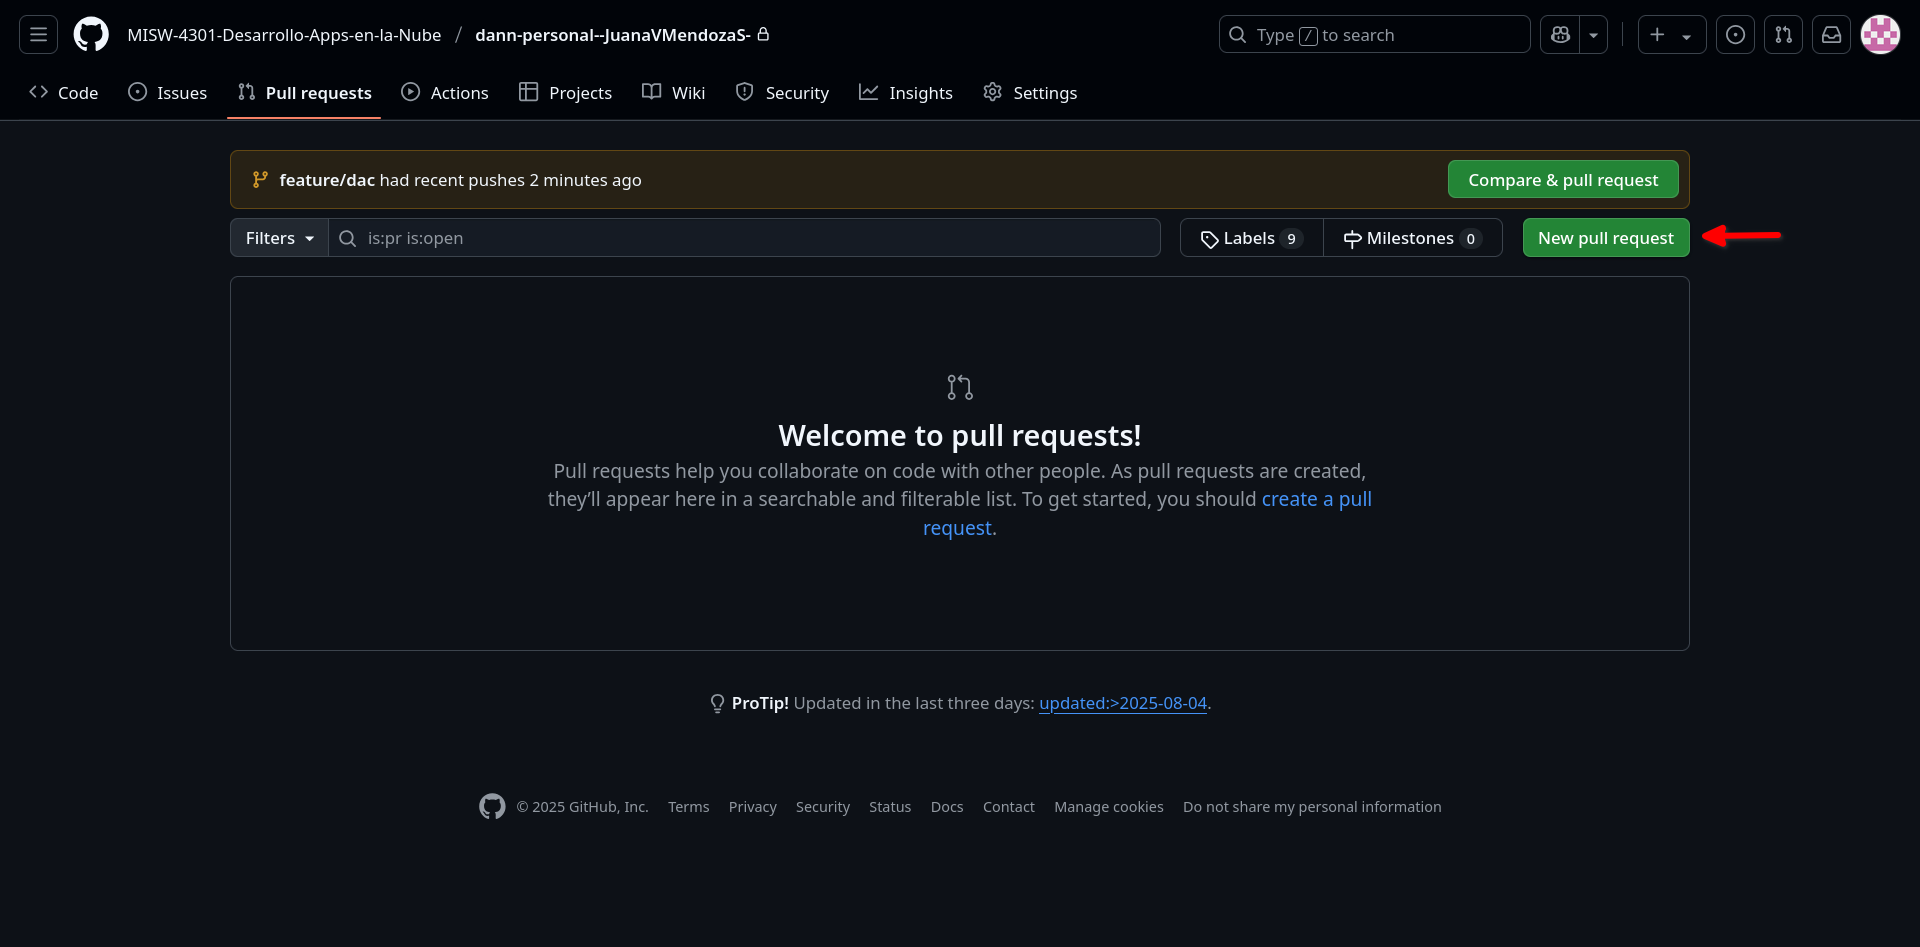 MISW-4301-Desarrollo-Apps-en-la-Nube / dann-personal--JuanaVMendozaS-
Type / to search
Code Issues Pull requests Actions Projects Wiki Security Insights Settings
feature/dac had recent pushes 2 minutes ago
Compare & pull request
Filters is:pr is:open Labels 9 Milestones 0 New pull request
Welcome to pull requests!
Pull requests help you collaborate on code with other people. As pull requests are created,
they’ll appear here in a searchable and filterable list. To get started, you should create a pull
request.
ProTip! Updated in the last three days: updated:>2025-08-04.
© 2025 GitHub, Inc. Terms Privacy Security Status Docs Contact Manage cookies Do not share my personal information